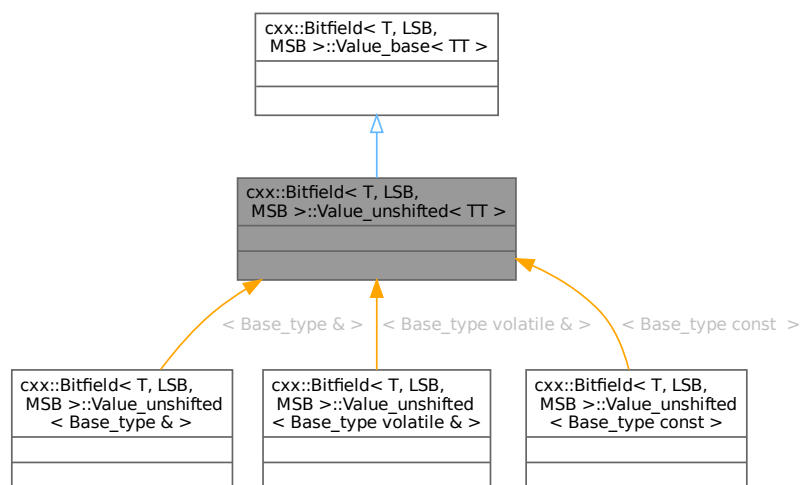 cxx::Bitfield< T, LSB,
MSB >::Value_base< TT >
cxx::Bitfield< T, LSB,
MSB >::Value_unshifted< TT >
< Base_type & >
< Base_type volatile & >
< Base_type const  >
cxx::Bitfield< T, LSB,
MSB >::Value_unshifted
< Base_type & >
cxx::Bitfield< T, LSB,
MSB >::Value_unshifted
< Base_type volatile & >
cxx::Bitfield< T, LSB,
MSB >::Value_unshifted
< Base_type const >